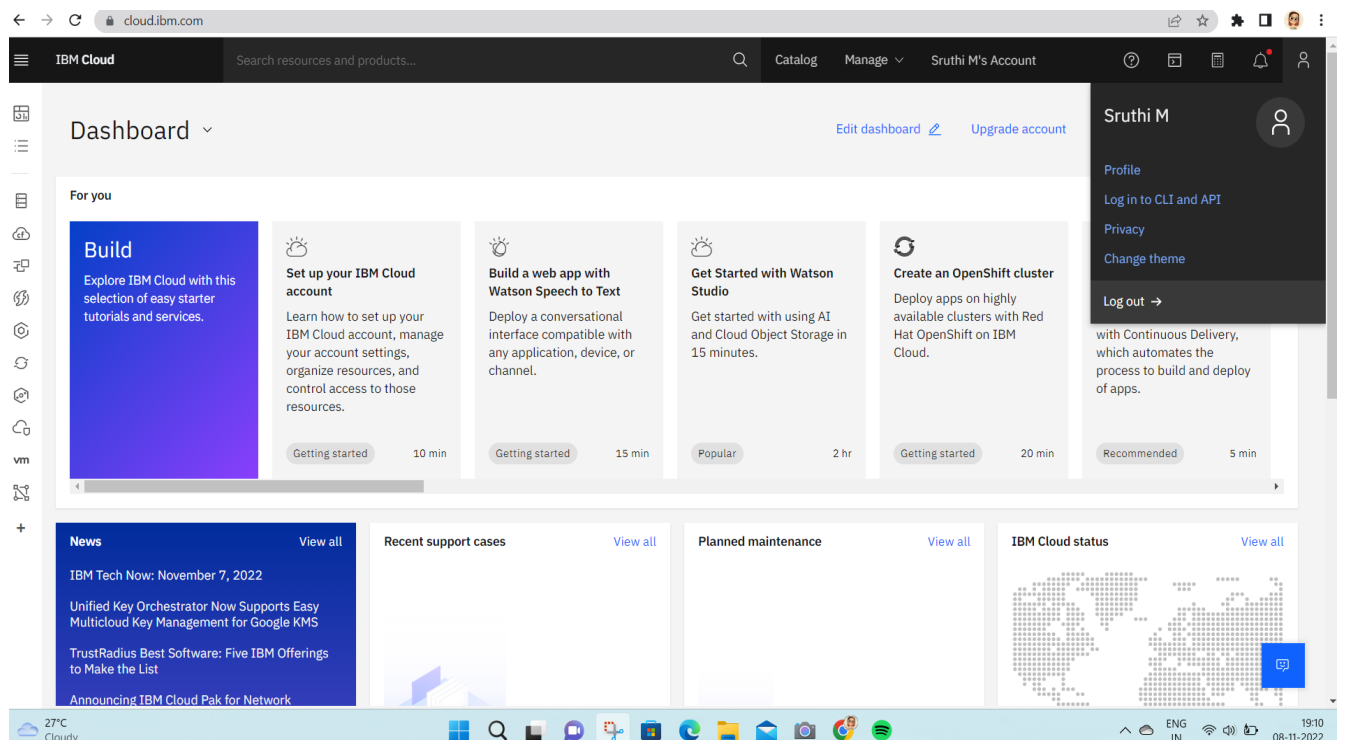 cloud.ibm.com
IBM Cloud
Search resources and products...
Catalog
Manage
Sruthi M's Account
Dashboard
Edit dashboard
Upgrade account
Sruthi M
Profile
Log in to CLI and API
Privacy
Change theme
Log out →
For you
Build
Explore IBM Cloud with this
selection of easy starter
tutorials and services.
Set up your IBM Cloud
account
Learn how to set up your
IBM Cloud account, manage
your account settings,
organize resources, and
control access to those
resources.
Getting started
10 min
Build a web app with
Watson Speech to Text
Deploy a conversational
interface compatible with
any application, device, or
channel.
Getting started
15 min
Get Started with Watson
Studio
Get started with using AI
and Cloud Object Storage in
15 minutes.
Popular
2 hr
Create an OpenShift cluster
Deploy apps on highly
available clusters with Red
Hat OpenShift on IBM
Cloud.
Getting started
20 min
with Continuous Delivery,
which automates the
process to build and deploy
of apps.
Recommended
5 min
vm
News
View all
IBM Tech Now: November 7, 2022
Unified Key Orchestrator Now Supports Easy
Multicloud Key Management for Google KMS
TrustRadius Best Software: Five IBM Offerings
to Make the List
Announcing IBM Cloud Pak for Network
Recent support cases
View all
Planned maintenance
View all
IBM Cloud status
View all
27°C
Cloudy
ENG
IN
19:10
08-11-2022